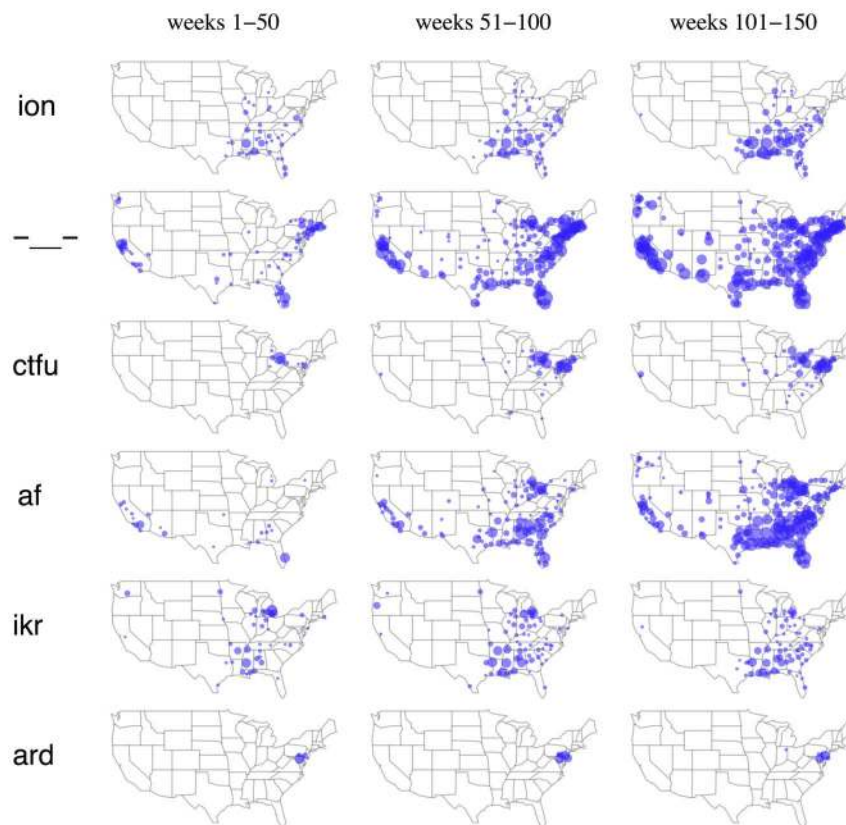 weeks 1–50 weeks 51–100 weeks 101–150
ion
-__-
ctfu
af
ikr
ard